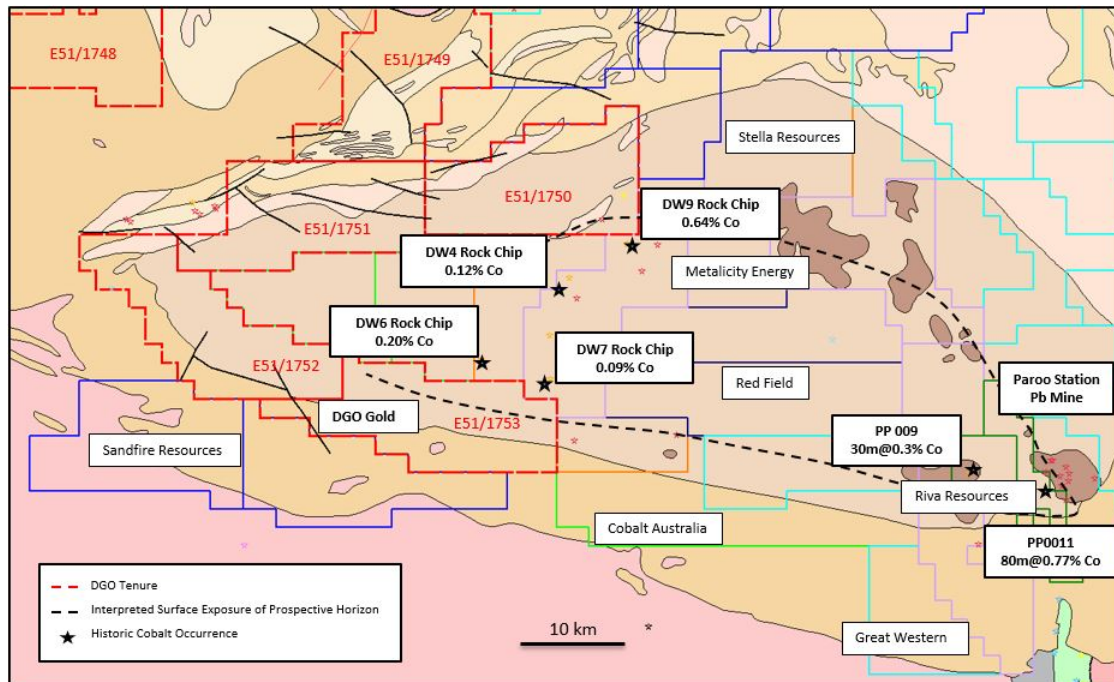 E51/1748
E51/1749
Stella Resources
E51/1750
DW9 Rock Chip
0.64% Co
E51/1751
DW4 Rock Chip
0.12% Co
Metalicity Energy
DW6 Rock Chip
0.20% Co
DW7 Rock Chip
0.09% Co
E51/1752
Red Field
Paroo Station
Pb Mine
DGO Gold
E51/1753
Sandfire Resources
PP 009
30m@0.3% Co
Riva Resources
Cobalt Australia
PP0011
80m@0.77% Co
DGO Tenure
Interpreted Surface Exposure of Prospective Horizon
Historic Cobalt Occurrence
10 km
Great Western